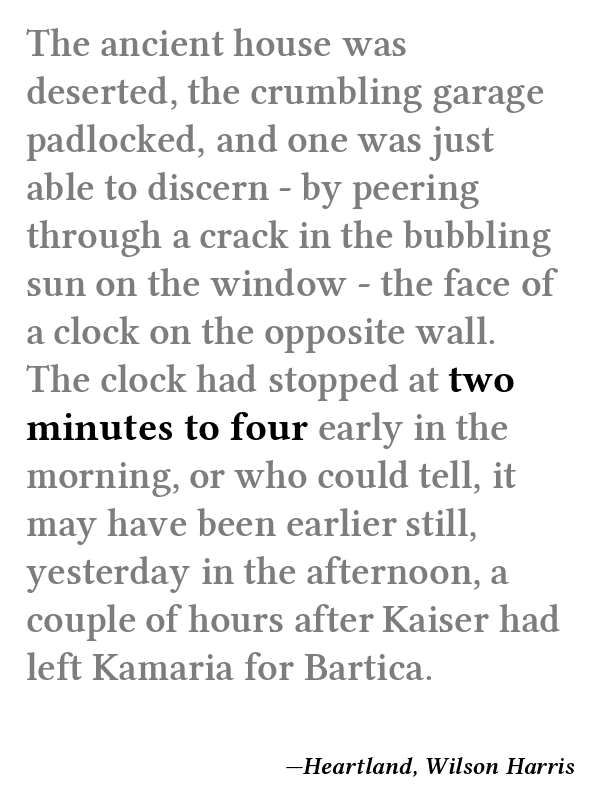 The ancient house was
deserted, the crumbling garage
padlocked, and one was just
able to discern - by peering
through a crack in the bubbling
sun on the window - the face of
a clock on the opposite wall.
The clock had stopped at two
minutes to four early in the
morning, or who could tell, it
may have been earlier still,
yesterday in the afternoon, a
couple of hours after Kaiser had
left Kamaria for Bartica.
—Heartland, Wilson Harris